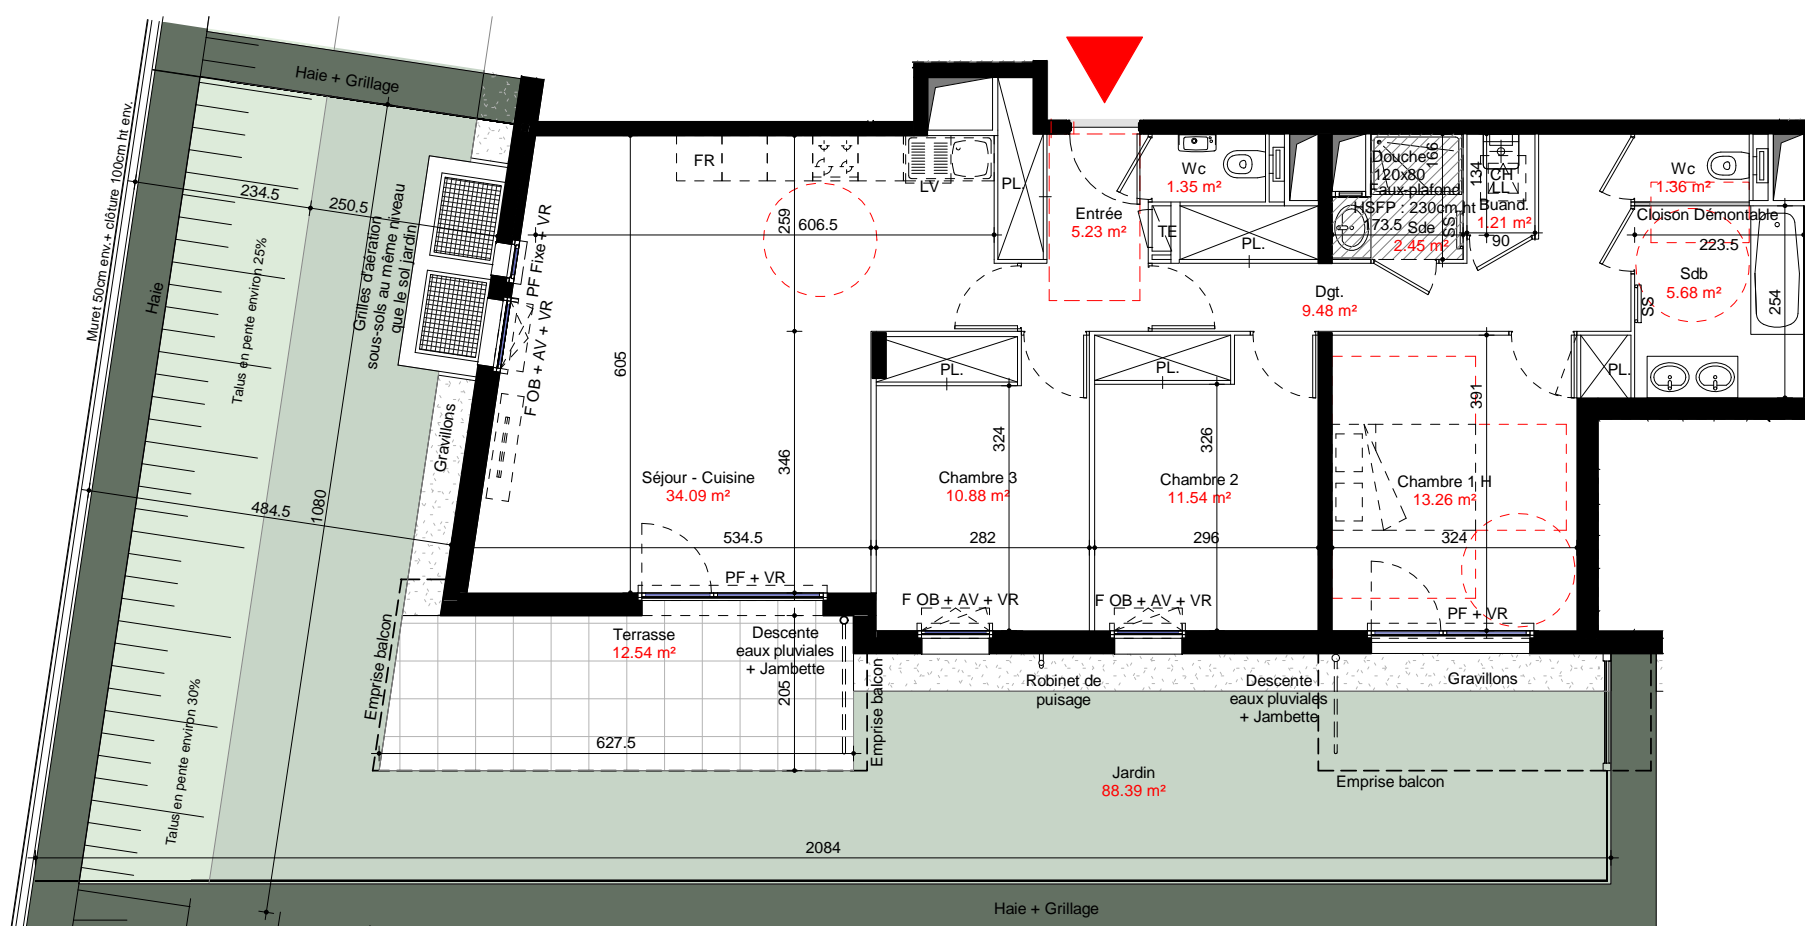 Haie + Grillage
Muret 50cm env.+ clôture 100cm ht env.
Haie
234.5
250.5
Talus en pente environ 25%
Grilles d'aération
sous-sols au même niveau
que le sol jardin
PF Fixe + VR
F OB + AV + VR
Gravillons
484.5
1080
Talus en pente environ 30%
FR
LV
PL.
259
606.5
605
346
Séjour - Cuisine
34.09 m²
534.5
PF + VR
Entrée
5.23 m²
Wc
1.35 m²
TE
PL.
Douche
120x80
Faux-plafond
HSFP : 230cm ht
166
173.5
Sde
2.45 m²
SS
134
CH
LL
Buand.
1.21 m²
90
Wc
1.36 m²
Cloison Démontable
223.5
Sdb
5.68 m²
SS
254
Dgt.
9.48 m²
PL.
PL.
PL.
324
Chambre 3
10.88 m²
282
F OB + AV + VR
326
Chambre 2
11.54 m²
296
F OB + AV + VR
391
Chambre 1 H
13.26 m²
324
PF + VR
Emprise balcon
Terrasse
12.54 m²
Descente
eaux pluviales
+ Jambette
205
627.5
Emprise balcon
Robinet de
puisage
Descente
eaux pluviales
+ Jambette
Gravillons
Emprise balcon
Jardin
88.39 m²
2084
Haie + Grillage